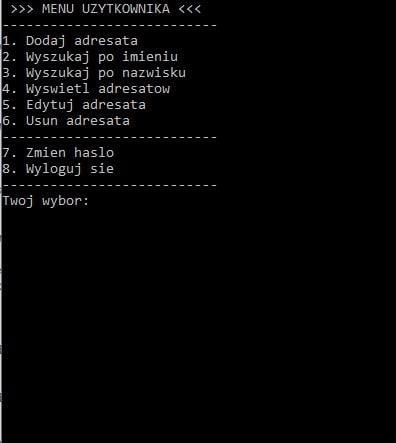 >>> MENU UZYTKOWNIKA <<<
---------------------------
1. Dodaj adresata
2. Wyszukaj po imieniu
3. Wyszukaj po nazwisku
4. Wyswietl adresatow
5. Edytuj adresata
6. Usun adresata
---------------------------
7. Zmien haslo
8. Wyloguj sie
---------------------------
Twoj wybor: